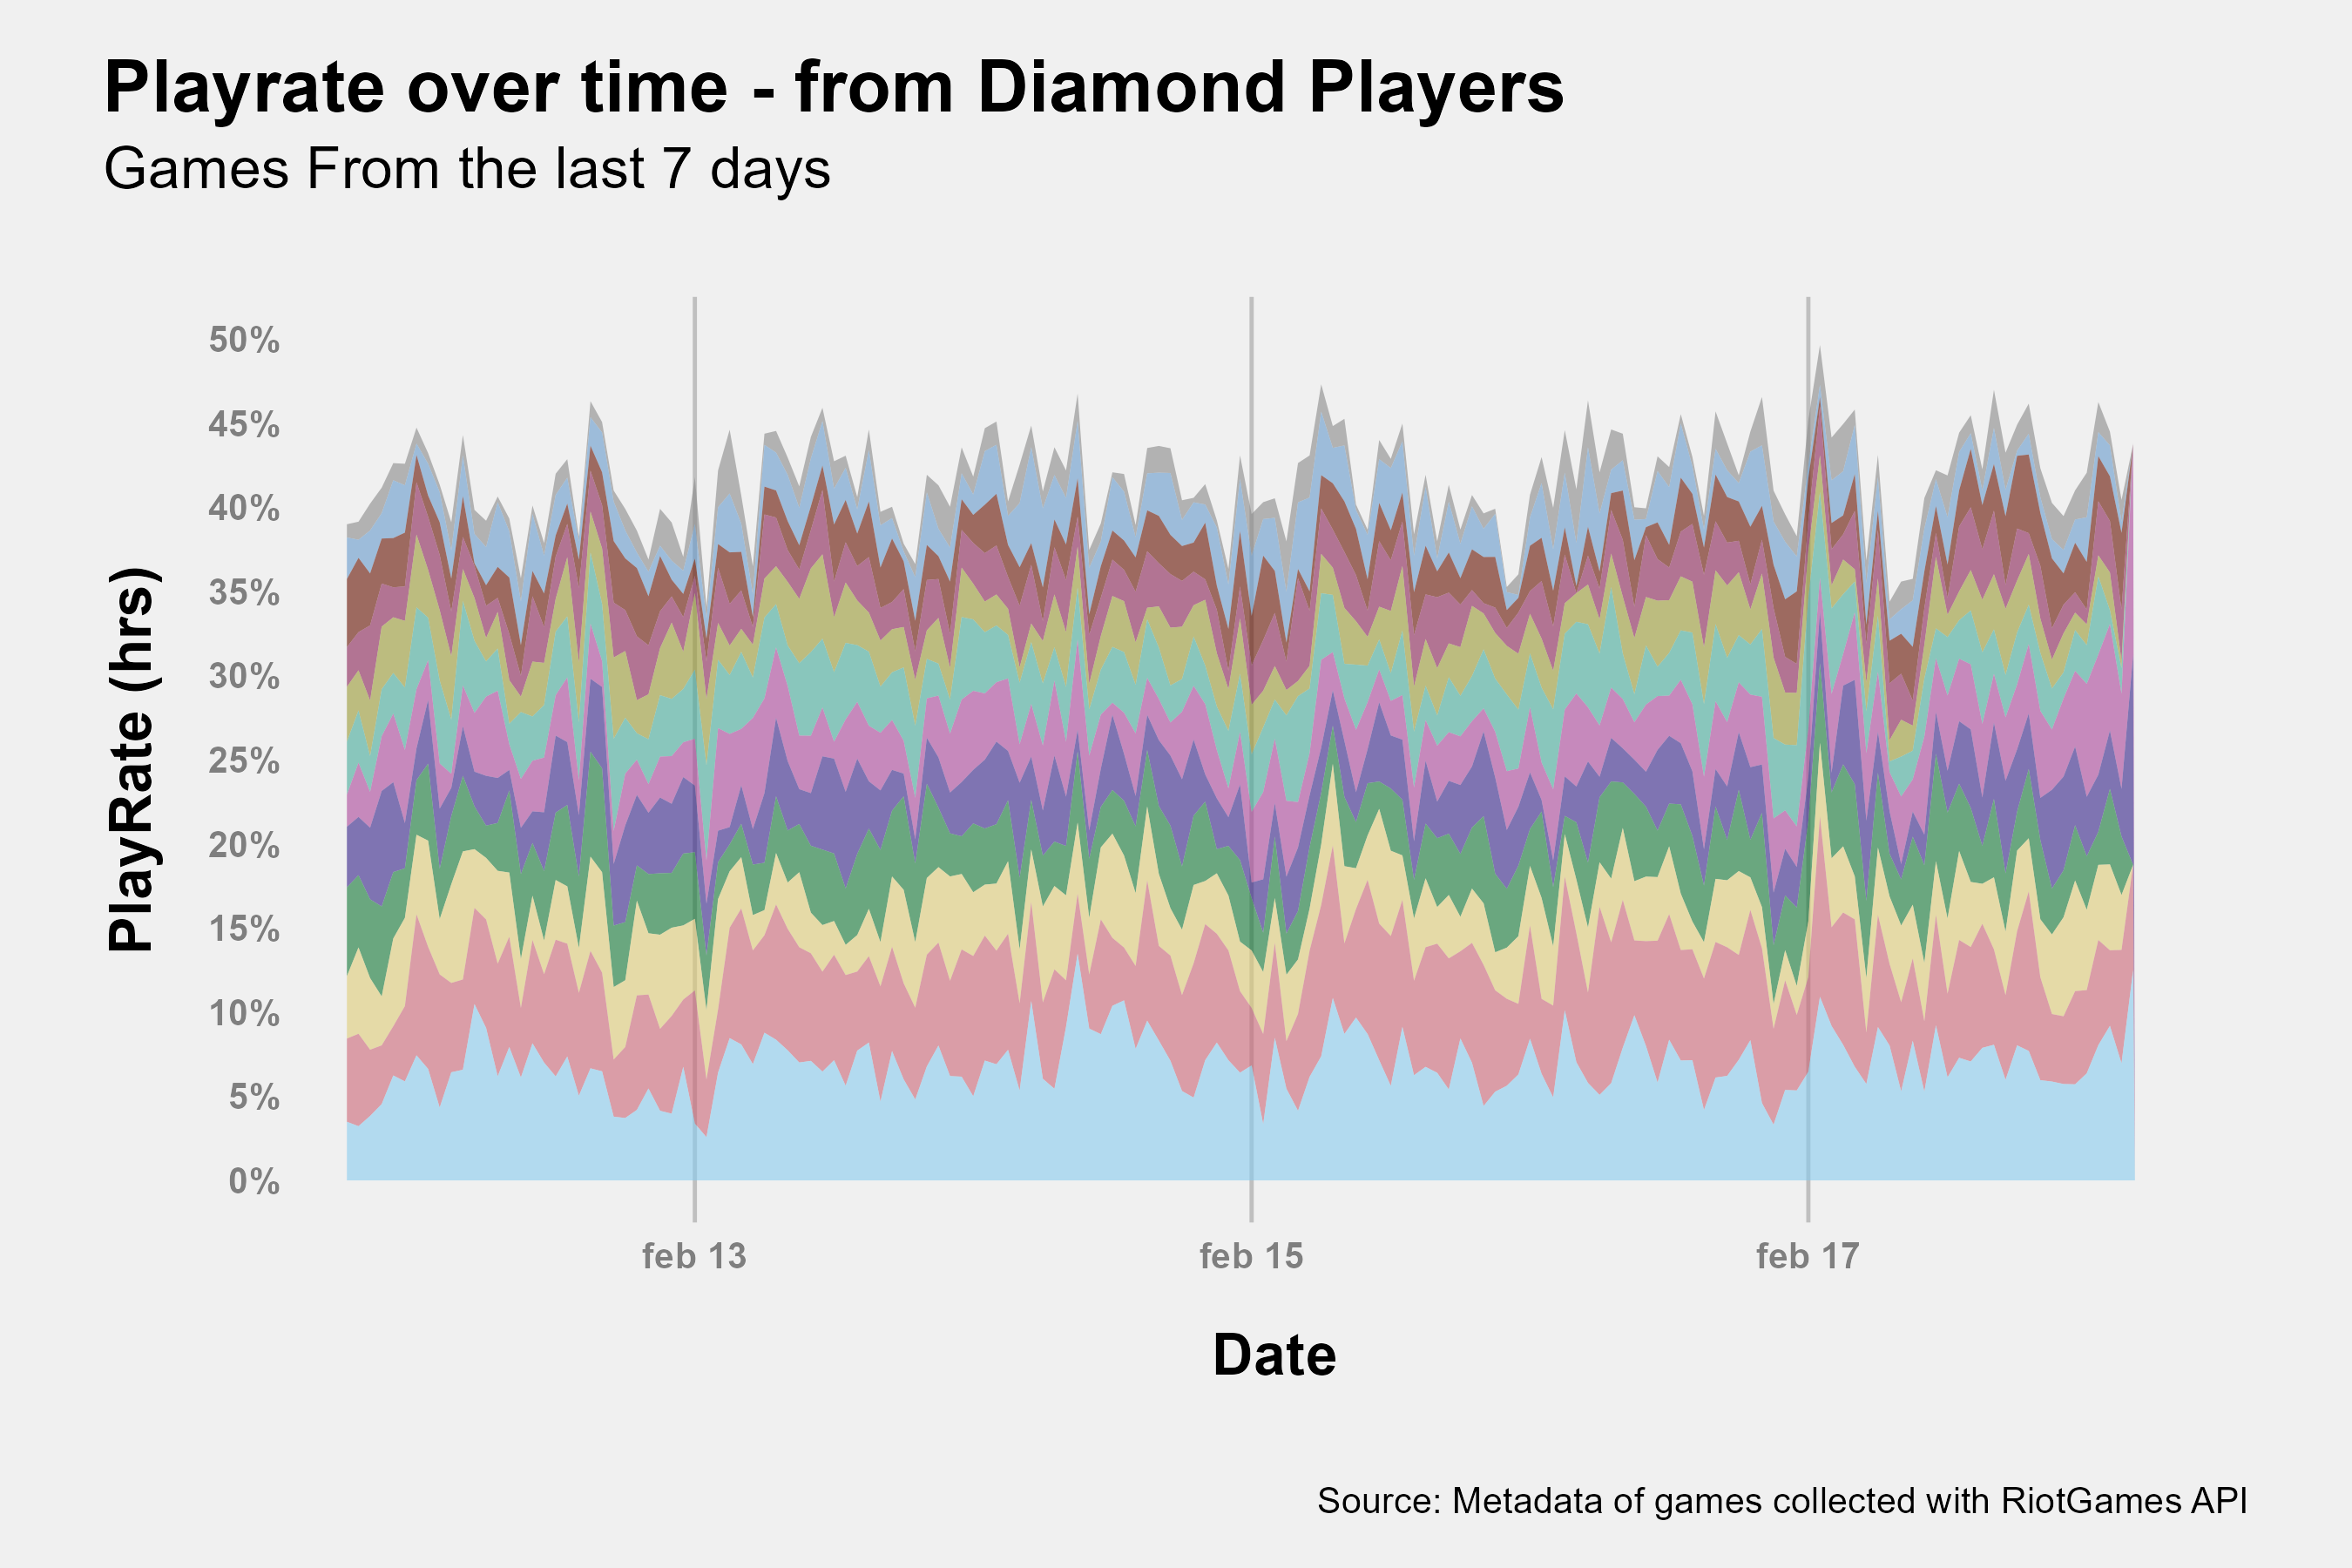 Playrate over time - from Diamond Players
Games From the last 7 days
PlayRate (hrs)
50%
45%
40%
35%
30%
25%
20%
15%
10%
5%
0%
feb 13
feb 15
feb 17
Date
Source: Metadata of games collected with RiotGames API